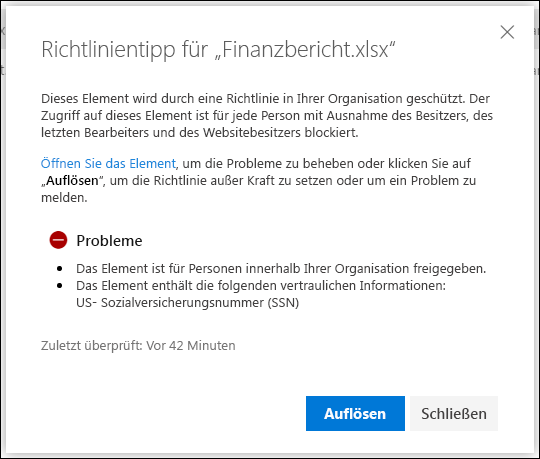 Richtlinientipp für „Finanzbericht.xlsx“
Dieses Element wird durch eine Richtlinie in Ihrer Organisation geschützt. Der
Zugriff auf dieses Element ist für jede Person mit Ausnahme des Besitzers, des
letzten Bearbeiters und des Websitebesitzers blockiert.
Öffnen Sie das Element, um die Probleme zu beheben oder klicken Sie auf
„Auflösen“, um die Richtlinie außer Kraft zu setzen oder um ein Problem zu
melden.
Probleme
• Das Element ist für Personen innerhalb Ihrer Organisation freigegeben.
• Das Element enthält die folgenden vertraulichen Informationen:
US- Sozialversicherungsnummer (SSN)
Zuletzt überprüft: Vor 42 Minuten
Auflösen Schließen